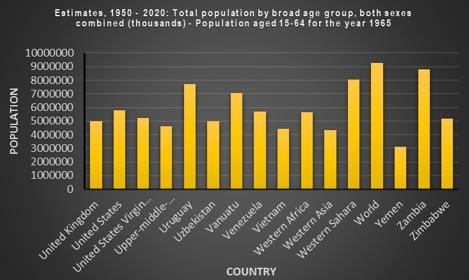 Estimates, 1950 - 2020: Total population by broad age group, both sexes
combined (thousands) - Population aged 15-64 for the year 1965
POPULATION
10000000
9000000
8000000
7000000
6000000
5000000
4000000
3000000
2000000
1000000
0
United Kingdom
United States
United States Virgin...
Upper-middle-...
Uruguay
Uzbekistan
Vanuatu
Venezuela
Vietnam
Western Africa
Western Asia
Western Sahara
World
Yemen
Zambia
Zimbabwe
COUNTRY